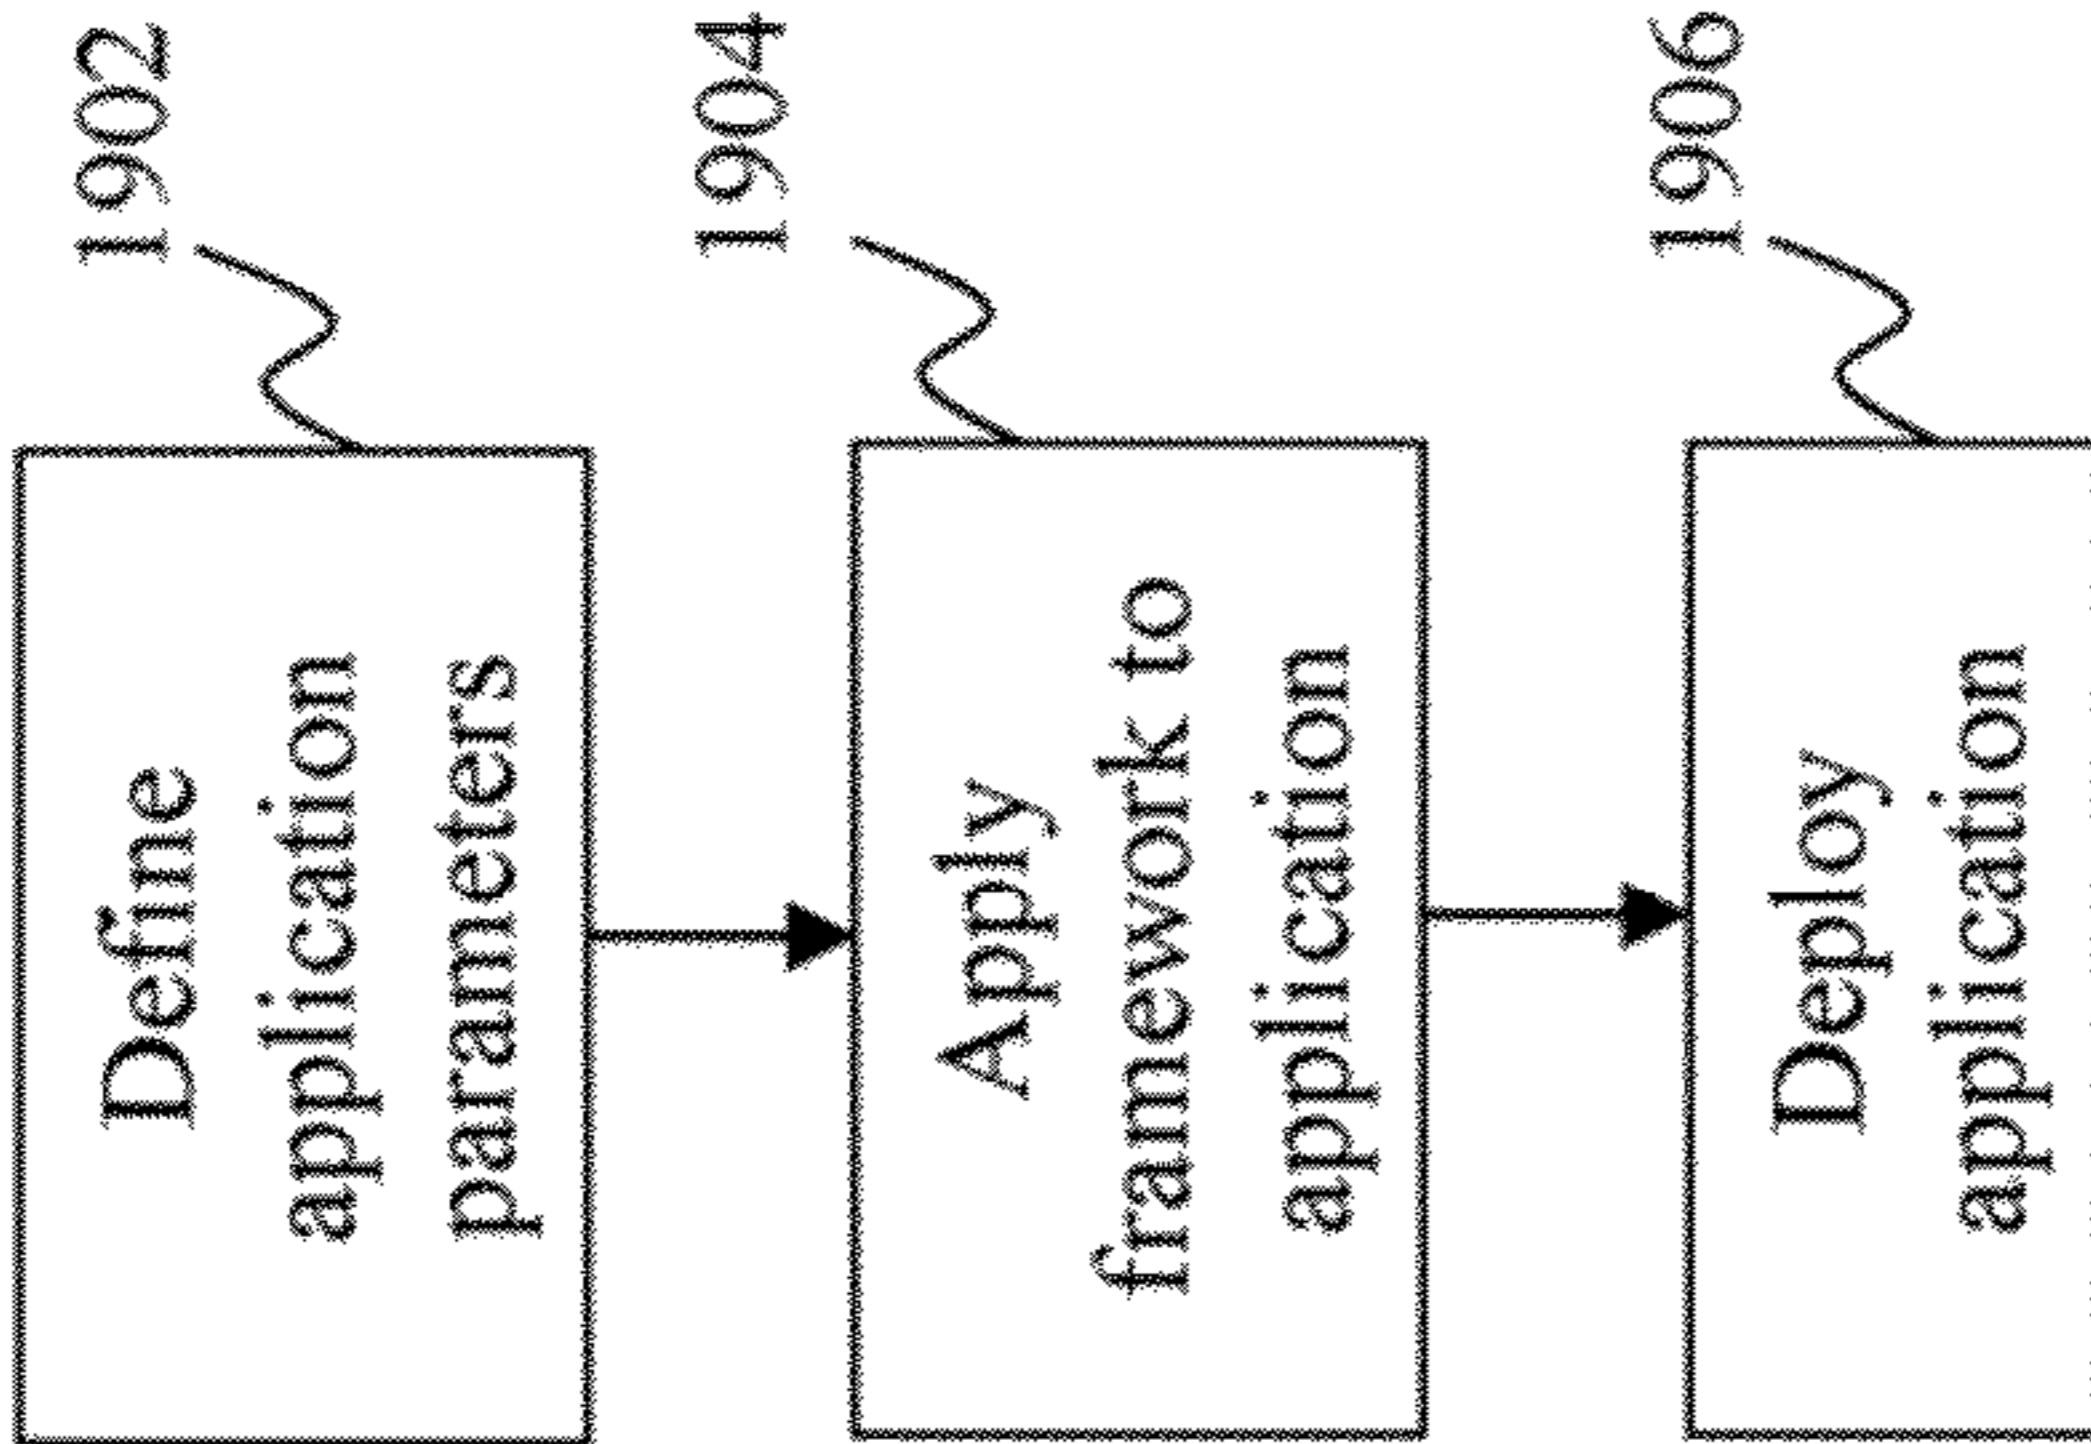 Define
application
parameters
1902
Apply
framework to
application
1904
Deploy
application
1906